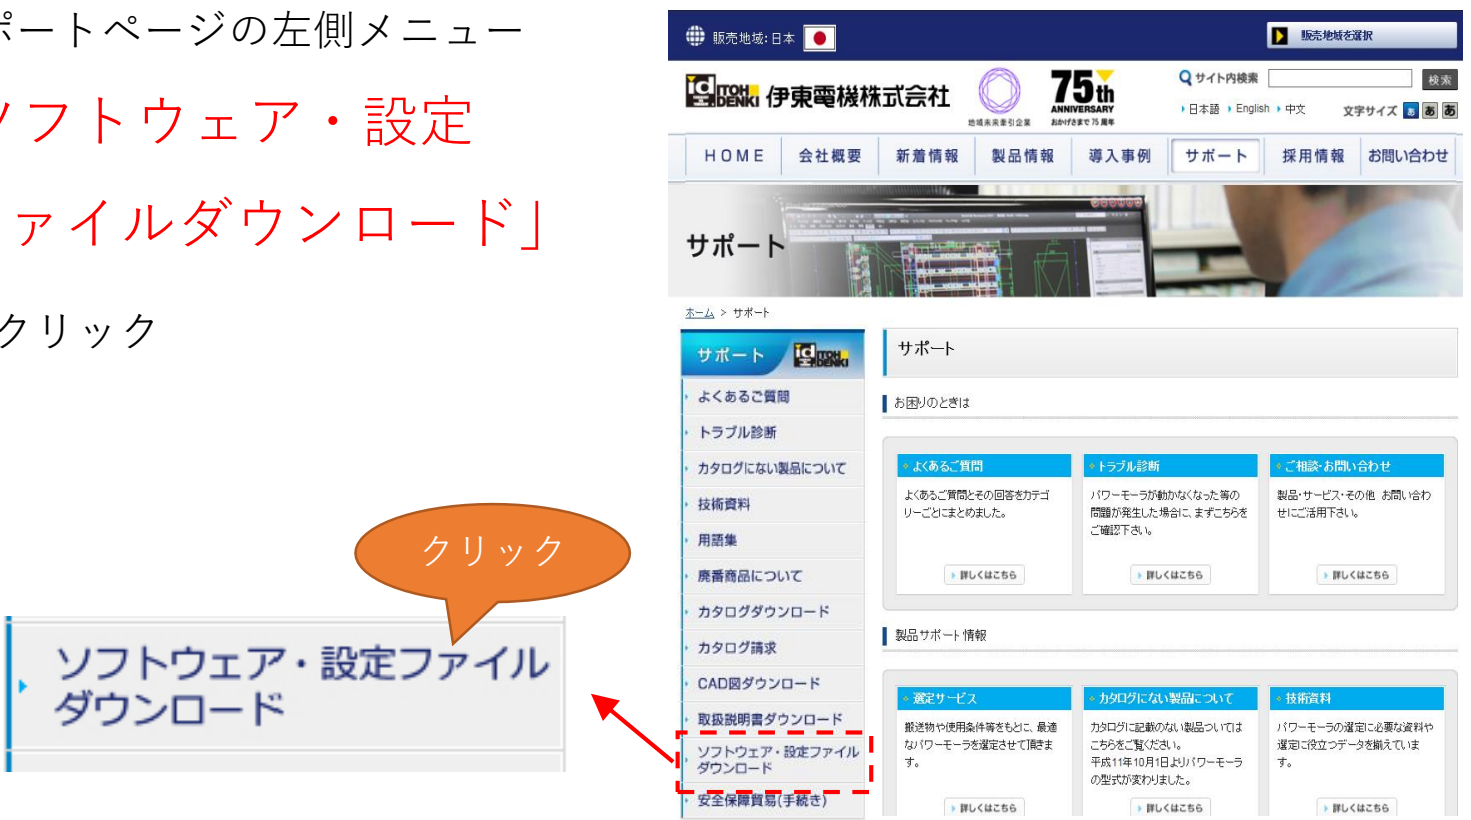 ポートページの左側メニュー
ソフトウェア・設定
ァイルダウンロード」
クリック
クリック
ソフトウェア・設定ファイル
ダウンロード
販売地域: 日本
販売地域を選択
ITOH DENKI 伊東電機株式会社
地域未来牽引企業
75th
ANNIVERSARY
おかげさまで75周年
サイト内検索
検索
日本語 English 中文
文字サイズ あ あ あ
HOME 会社概要 新着情報 製品情報 導入事例 サポート 採用情報 お問い合わせ
サポート
ホーム > サポート
サポート
ITOH DENKI
よくあるご質問
トラブル診断
カタログにない製品について
技術資料
用語集
廃番商品について
カタログダウンロード
カタログ請求
CAD図ダウンロード
取扱説明書ダウンロード
ソフトウェア・設定ファイル
ダウンロード
安全保障貿易(手続き)
サポート
お困りのときは
よくあるご質問
よくあるご質問とその回答をカテゴ
リーごとにまとめました。
詳しくはこちら
トラブル診断
パワーモーラが動かなくなった等の
問題が発生した場合に、まずこちらを
ご確認下さい。
詳しくはこちら
ご相談・お問い合わせ
製品・サービス・その他 お問い合わ
せにご活用下さい。
詳しくはこちら
製品サポート情報
選定サービス
搬送物や使用条件等をもとに、最適
なパワーモーラを選定させて頂きま
す。
詳しくはこちら
カタログにない製品について
カタログに記載のない製品ついては
こちらをご覧ください。
平成11年10月1日よりパワーモーラ
の型式が変わりました。
詳しくはこちら
技術資料
パワーモーラの選定に必要な資料や
選定に役立つデータを揃えていま
す。
詳しくはこちら